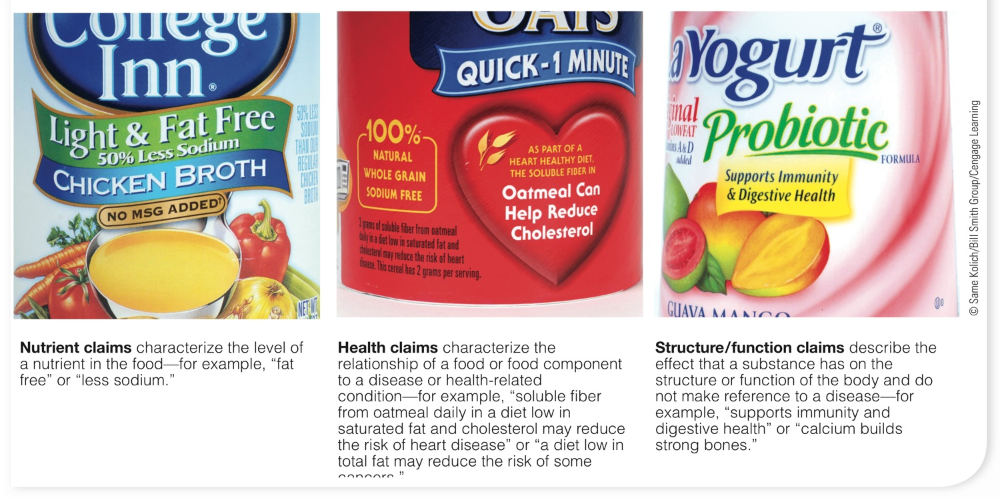 College
Inn®
Light & Fat Free
50% Less Sodium
CHICKEN BROTH
NO MSG ADDED†
50% LESS
SODIUM
THAN OUR
REGULAR
CHICKEN
BROTH
NET WT
OATS
QUICK-1 MINUTE
100%
NATURAL
WHOLE GRAIN
SODIUM FREE
AS PART OF A
HEART HEALTHY DIET,
THE SOLUBLE FIBER IN
Oatmeal Can
Help Reduce
Cholesterol
3 grams of soluble fiber from oatmeal
daily in a diet low in saturated fat and
cholesterol may reduce the risk of heart
disease. This cereal has 2 grams per serving.
a Yogurt®
ginal
LOWFAT
mins A&D
added
Probiotic
FORMULA
Supports Immunity
& Digestive Health
GUAVA MANGO
© Same Kolich/Bill Smith Group/Cengage Learning
Nutrient claims characterize the level of
a nutrient in the food—for example, “fat
free” or “less sodium.”
Health claims characterize the
relationship of a food or food component
to a disease or health-related
condition—for example, “soluble fiber
from oatmeal daily in a diet low in
saturated fat and cholesterol may reduce
the risk of heart disease” or “a diet low in
total fat may reduce the risk of some
cancers.”
Structure/function claims describe the
effect that a substance has on the
structure or function of the body and do
not make reference to a disease—for
example, “supports immunity and
digestive health” or “calcium builds
strong bones.”